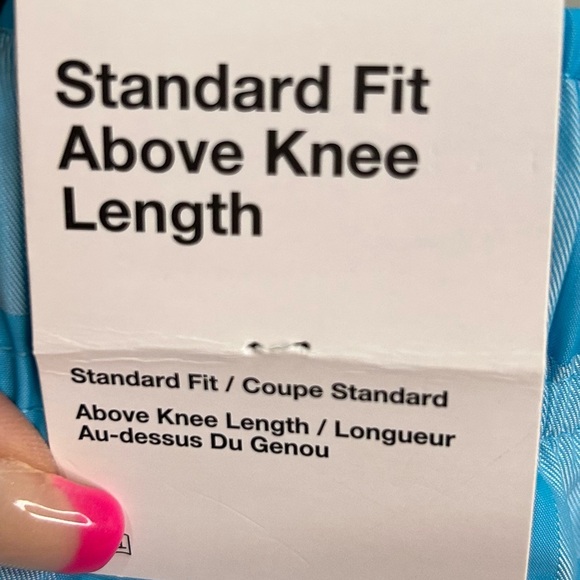 Standard Fit
Above Knee
Length
Standard Fit / Coupe Standard
Above Knee Length / Longueur
Au-dessus Du Genou